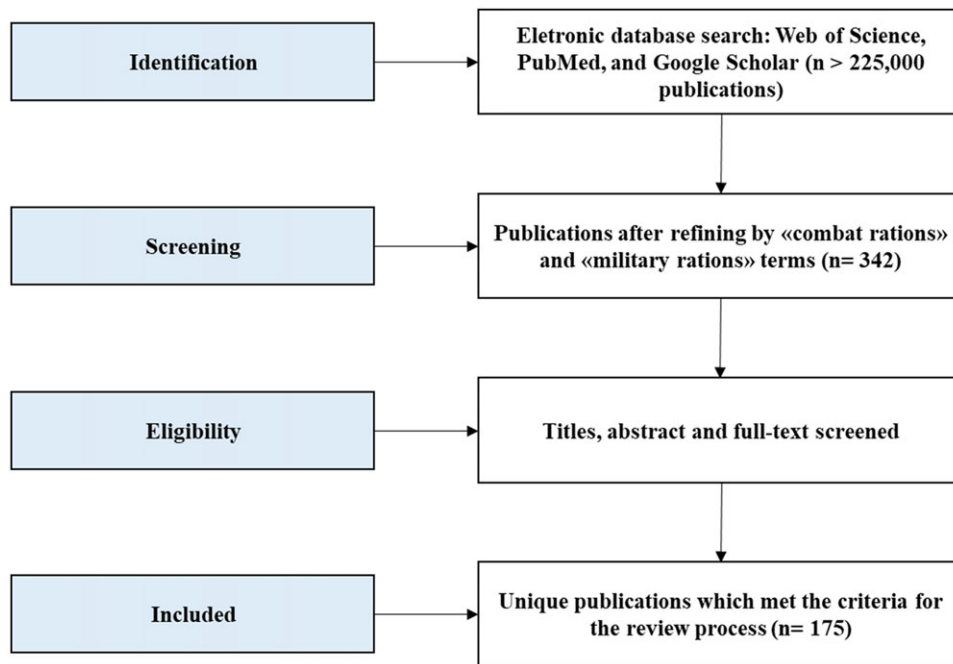 Identification
Eletronic database search: Web of Science,
PubMed, and Google Scholar (n > 225,000
publications)
Screening
Publications after refining by «combat rations»
and «military rations» terms (n= 342)
Eligibility
Titles, abstract and full-text screened
Included
Unique publications which met the criteria for
the review process (n= 175)